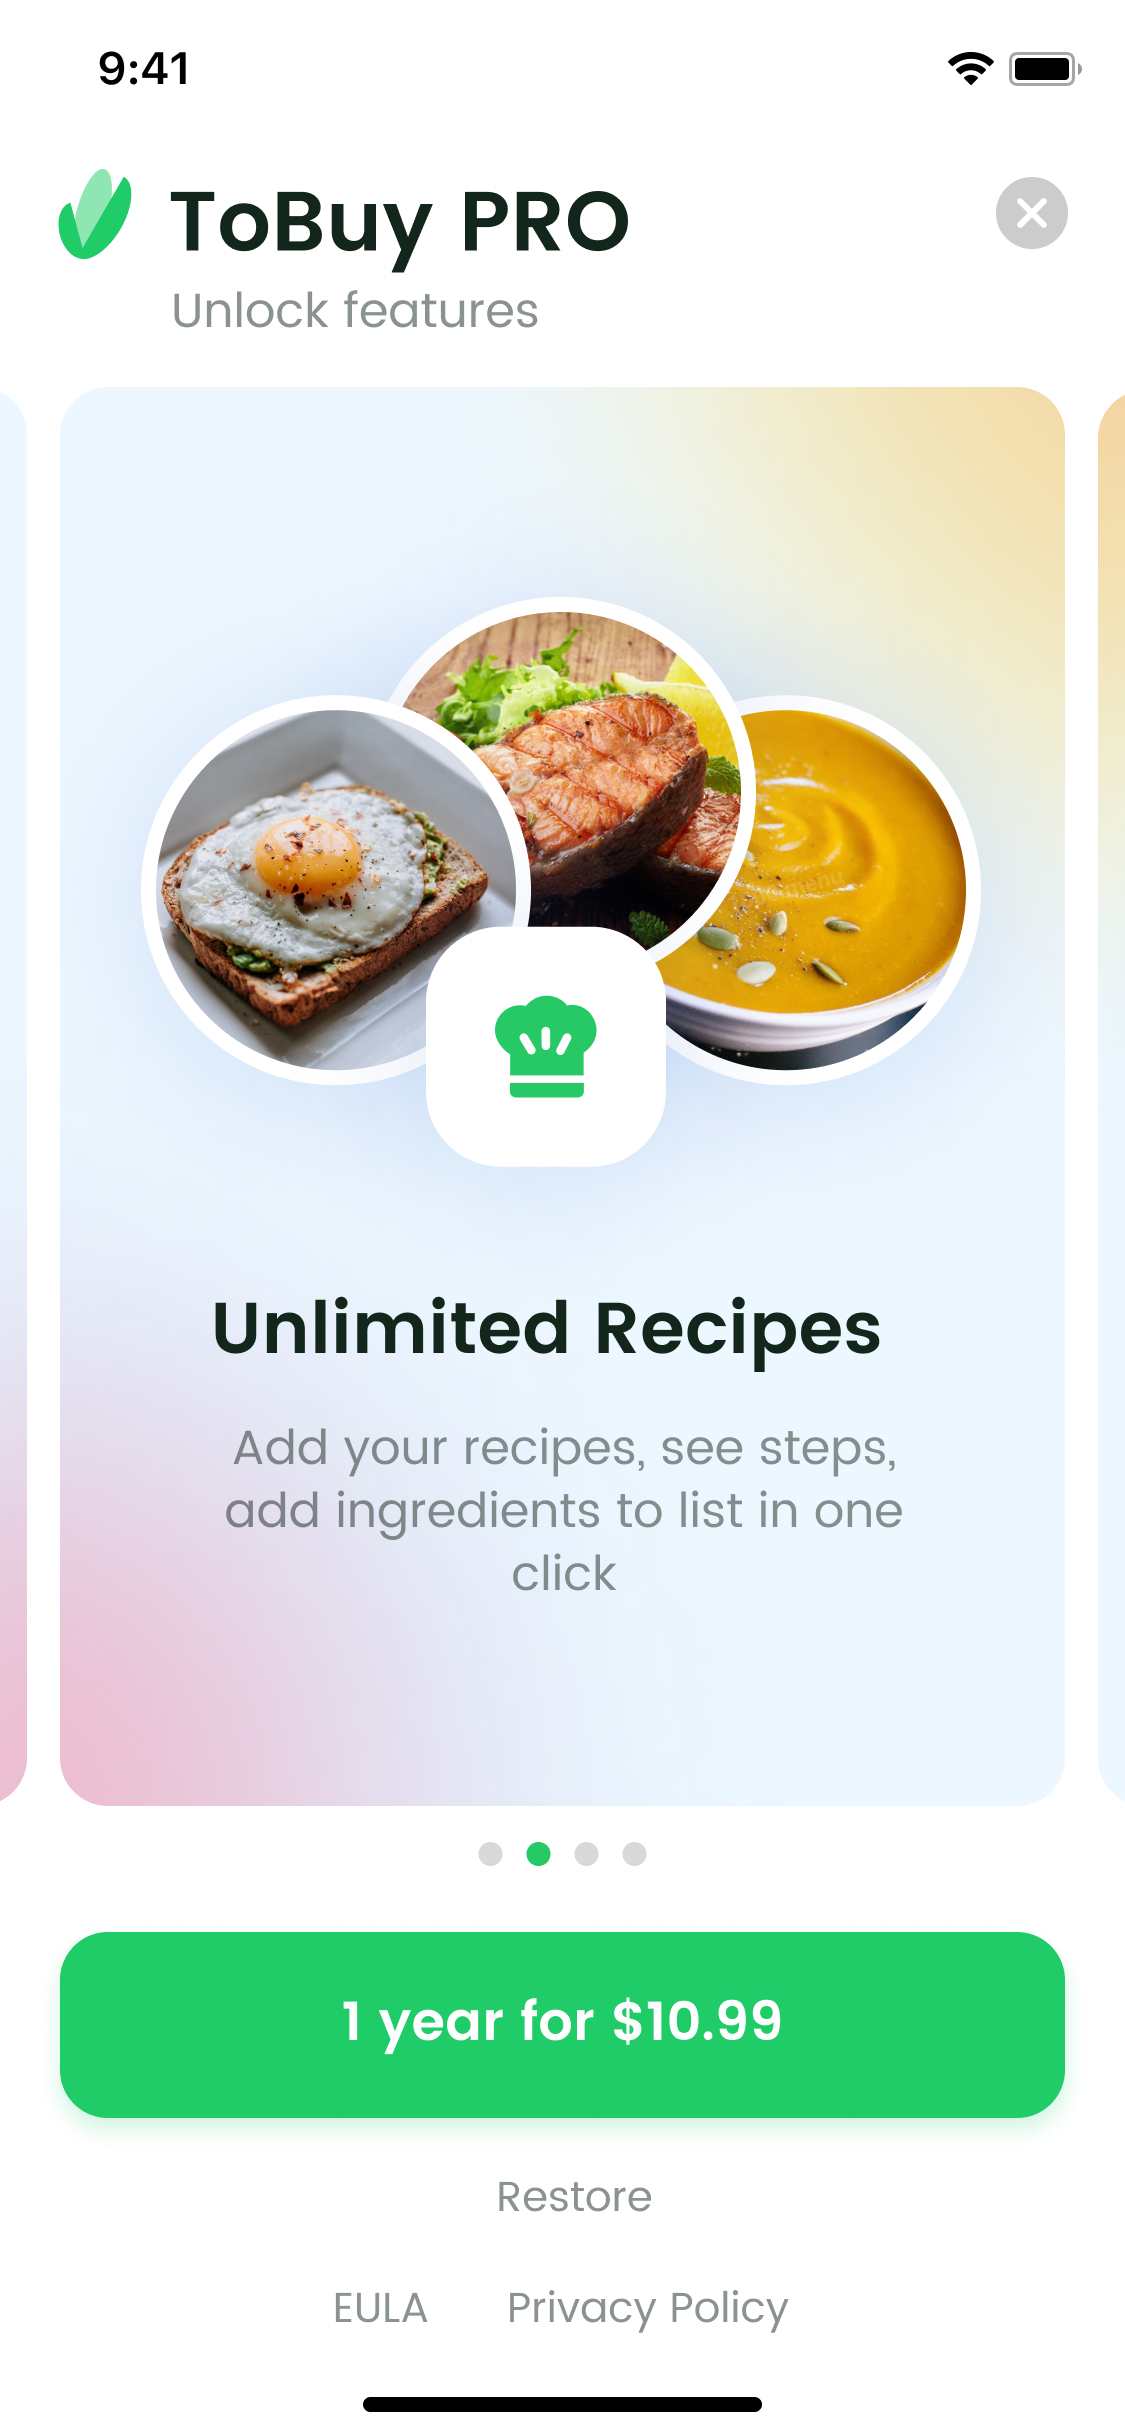 9:41
ToBuy PRO
Unlock features
Unlimited Recipes
Add your recipes, see steps,
add ingredients to list in one
click
1 year for $10.99
Restore
EULA Privacy Policy